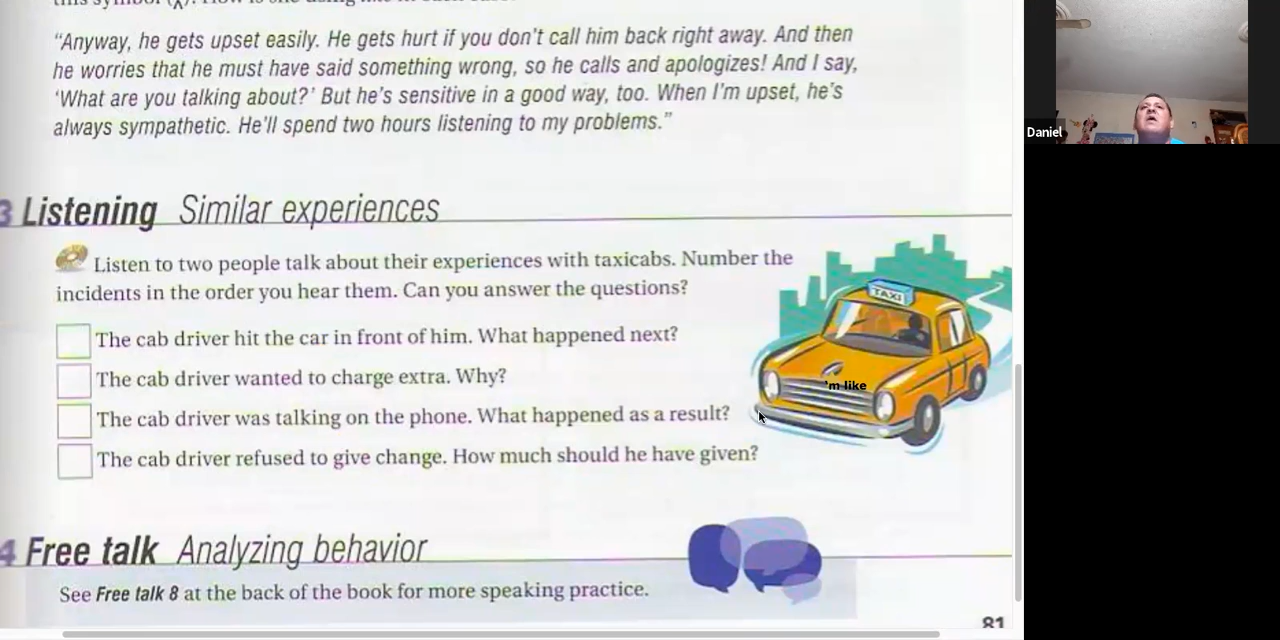 this symbol (
“Anyway, he gets upset easily. He gets hurt if you don’t call him back right away. And then
he worries that he must have said something wrong, so he calls and apologizes! And I say,
‘What are you talking about?’ But he’s sensitive in a good way, too. When I’m upset, he’s
always sympathetic. He’ll spend two hours listening to my problems.”
3 Listening Similar experiences
Listen to two people talk about their experiences with taxicabs. Number the
incidents in the order you hear them. Can you answer the questions?
The cab driver hit the car in front of him. What happened next?
The cab driver wanted to charge extra. Why?
The cab driver was talking on the phone. What happened as a result?
The cab driver refused to give change. How much should he have given?
TAXI
'm like
4 Free talk Analyzing behavior
See Free talk 8 at the back of the book for more speaking practice.
81
Daniel